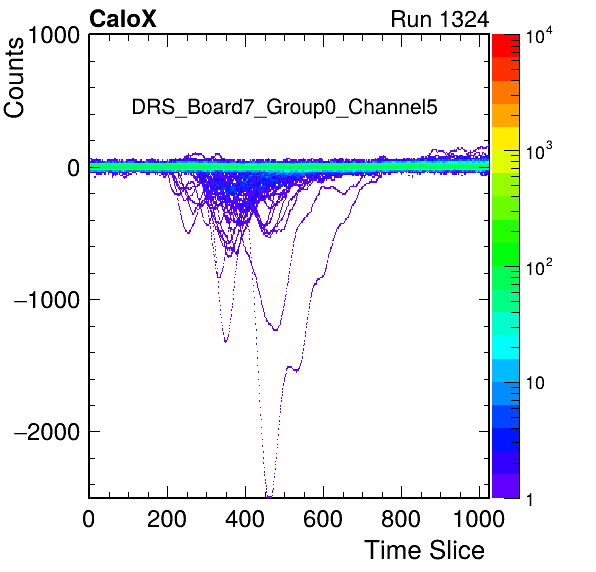 CaloX Run 1324
Counts
DRS_Board7_Group0_Channel5
1000
0
−1000
−2000
0 200 400 600 800 1000
Time Slice
10⁴
10³
10²
10
1